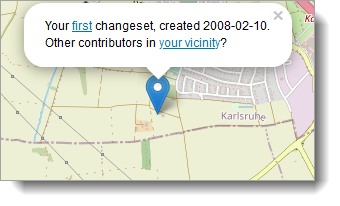 Your first changeset, created 2008-02-10.
Other contributors in your vicinity?
Karlsruhe